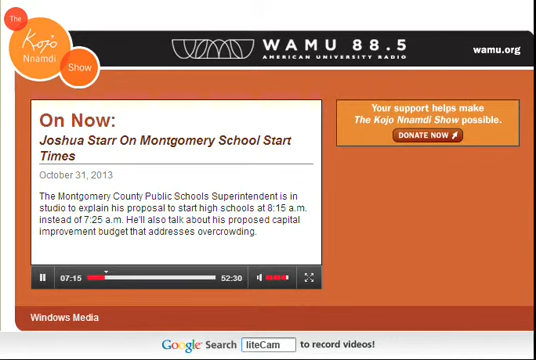 The
Kojo
Nnamdi
Show
WAMU 88.5
AMERICAN UNIVERSITY RADIO
wamu.org
On Now:
Joshua Starr On Montgomery School Start
Times
October 31, 2013
The Montgomery County Public Schools Superintendent is in
studio to explain his proposal to start high schools at 8:15 a.m.
instead of 7:25 a.m. He'll also talk about his proposed capital
improvement budget that addresses overcrowding.
07:15
52:30
Your support helps make
The Kojo Nnamdi Show possible.
DONATE NOW
Windows Media
Google Search liteCam to record videos!